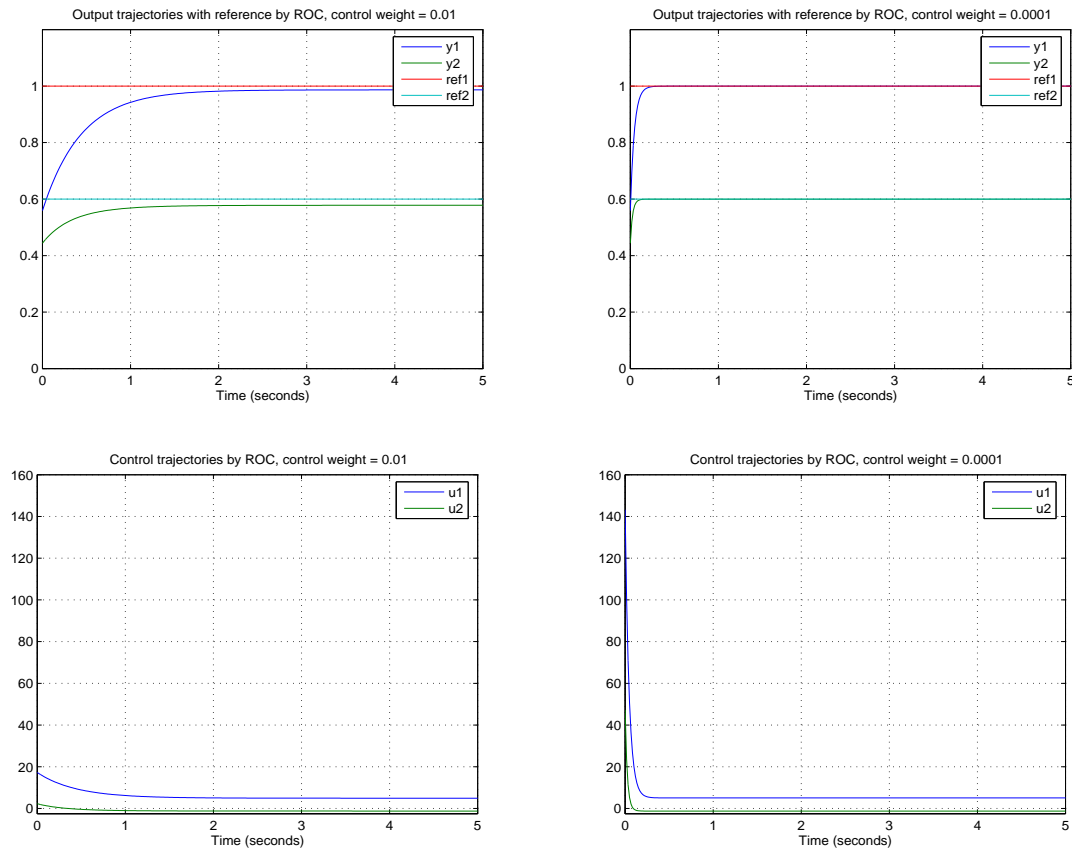 Output trajectories with reference by ROC, control weight = 0.01
y1
y2
ref1
ref2
1
0.8
0.6
0.4
0.2
0
0 1 2 3 4 5
Time (seconds)
Output trajectories with reference by ROC, control weight = 0.0001
y1
y2
ref1
ref2
1
0.8
0.6
0.4
0.2
0
0 1 2 3 4 5
Time (seconds)
Control trajectories by ROC, control weight = 0.01
u1
u2
160
140
120
100
80
60
40
20
0
0 1 2 3 4 5
Time (seconds)
Control trajectories by ROC, control weight = 0.0001
u1
u2
160
140
120
100
80
60
40
20
0
0 1 2 3 4 5
Time (seconds)